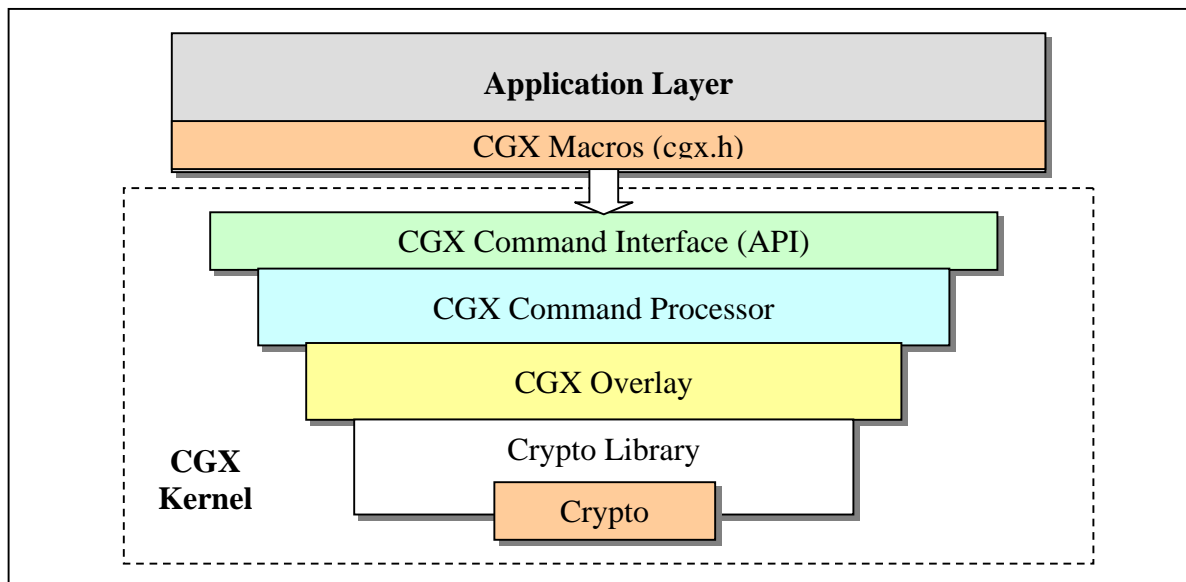 Application Layer
CGX Macros (cgx.h)
CGX Command Interface (API)
CGX Command Processor
CGX Overlay
Crypto Library
CGX
Kernel
Crypto